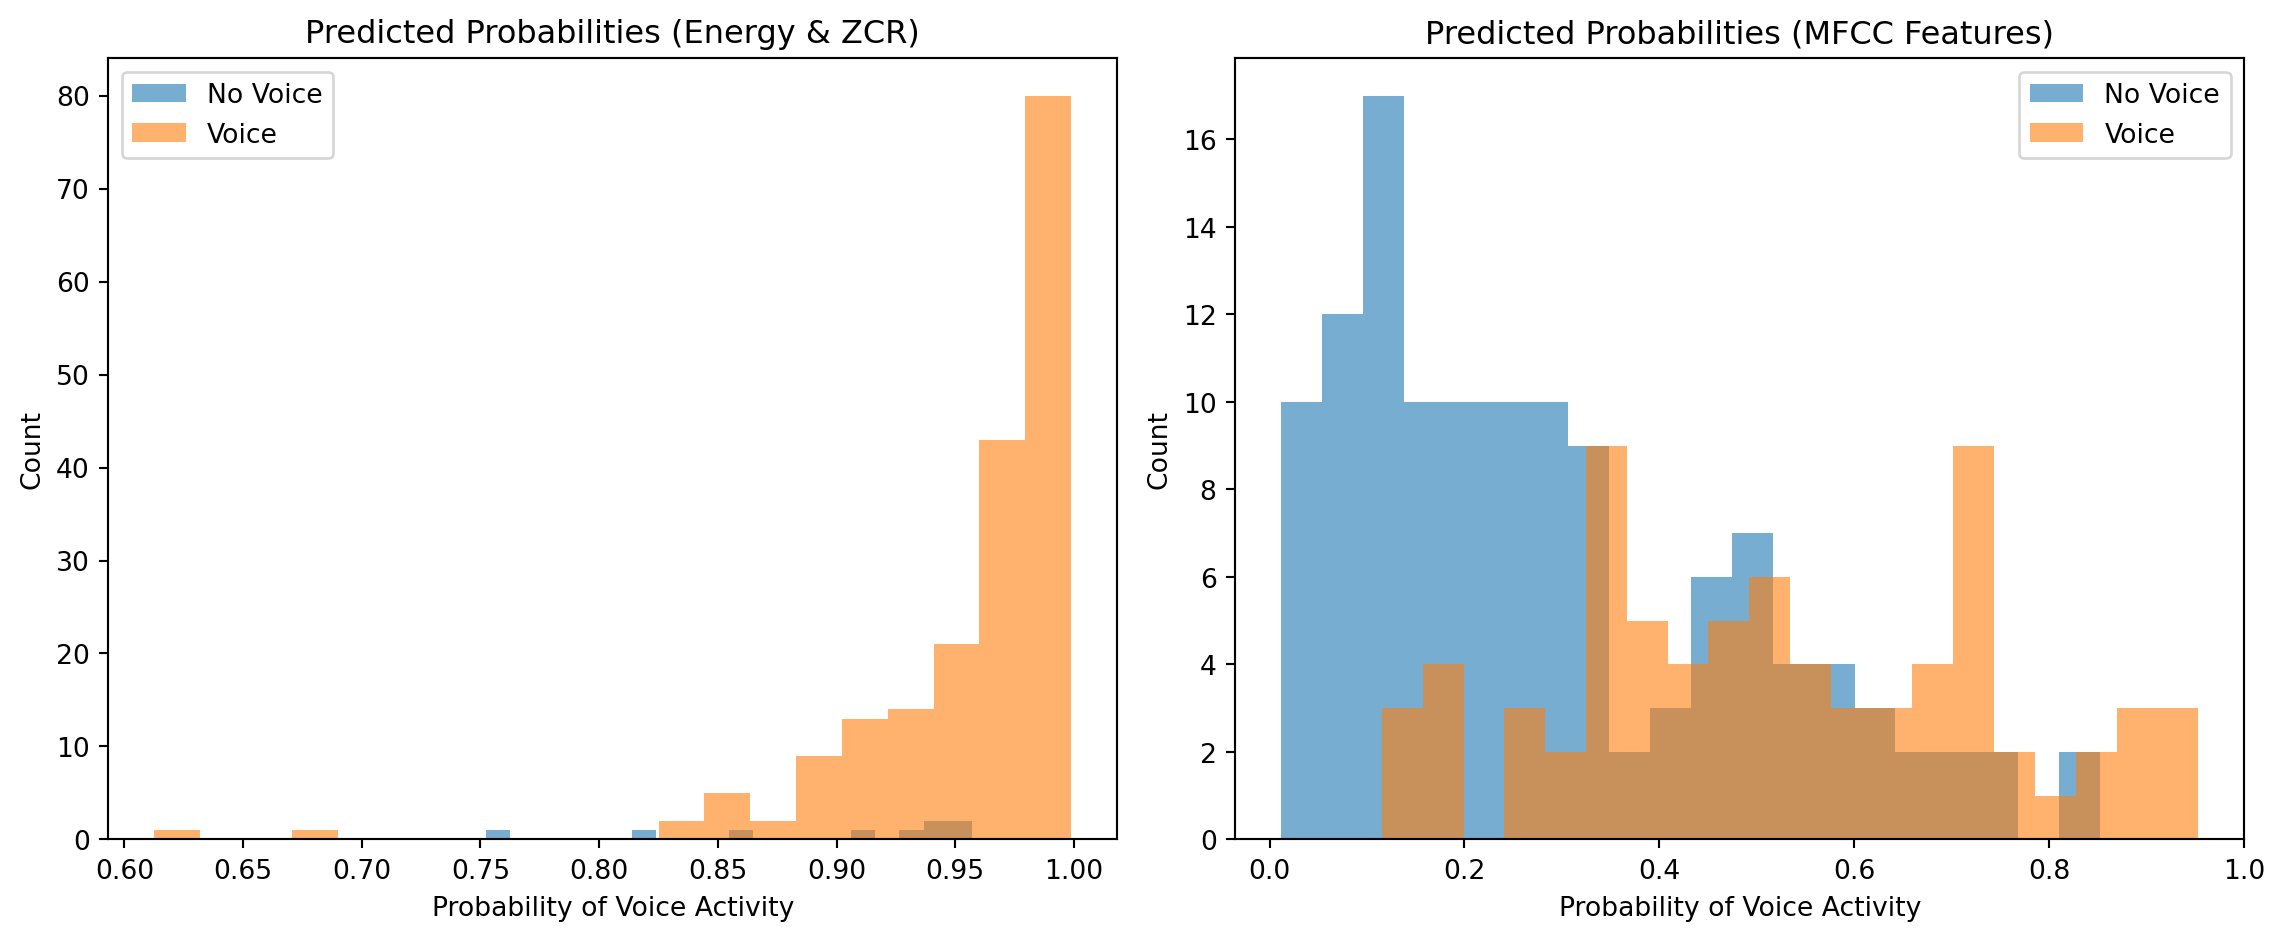 Predicted Probabilities (Energy & ZCR)
No Voice
Voice
80
70
60
50
40
30
20
10
0
Count
0.60 0.65 0.70 0.75 0.80 0.85 0.90 0.95 1.00
Probability of Voice Activity
Predicted Probabilities (MFCC Features)
No Voice
Voice
16
14
12
10
8
6
4
2
0
Count
0.0 0.2 0.4 0.6 0.8 1.0
Probability of Voice Activity